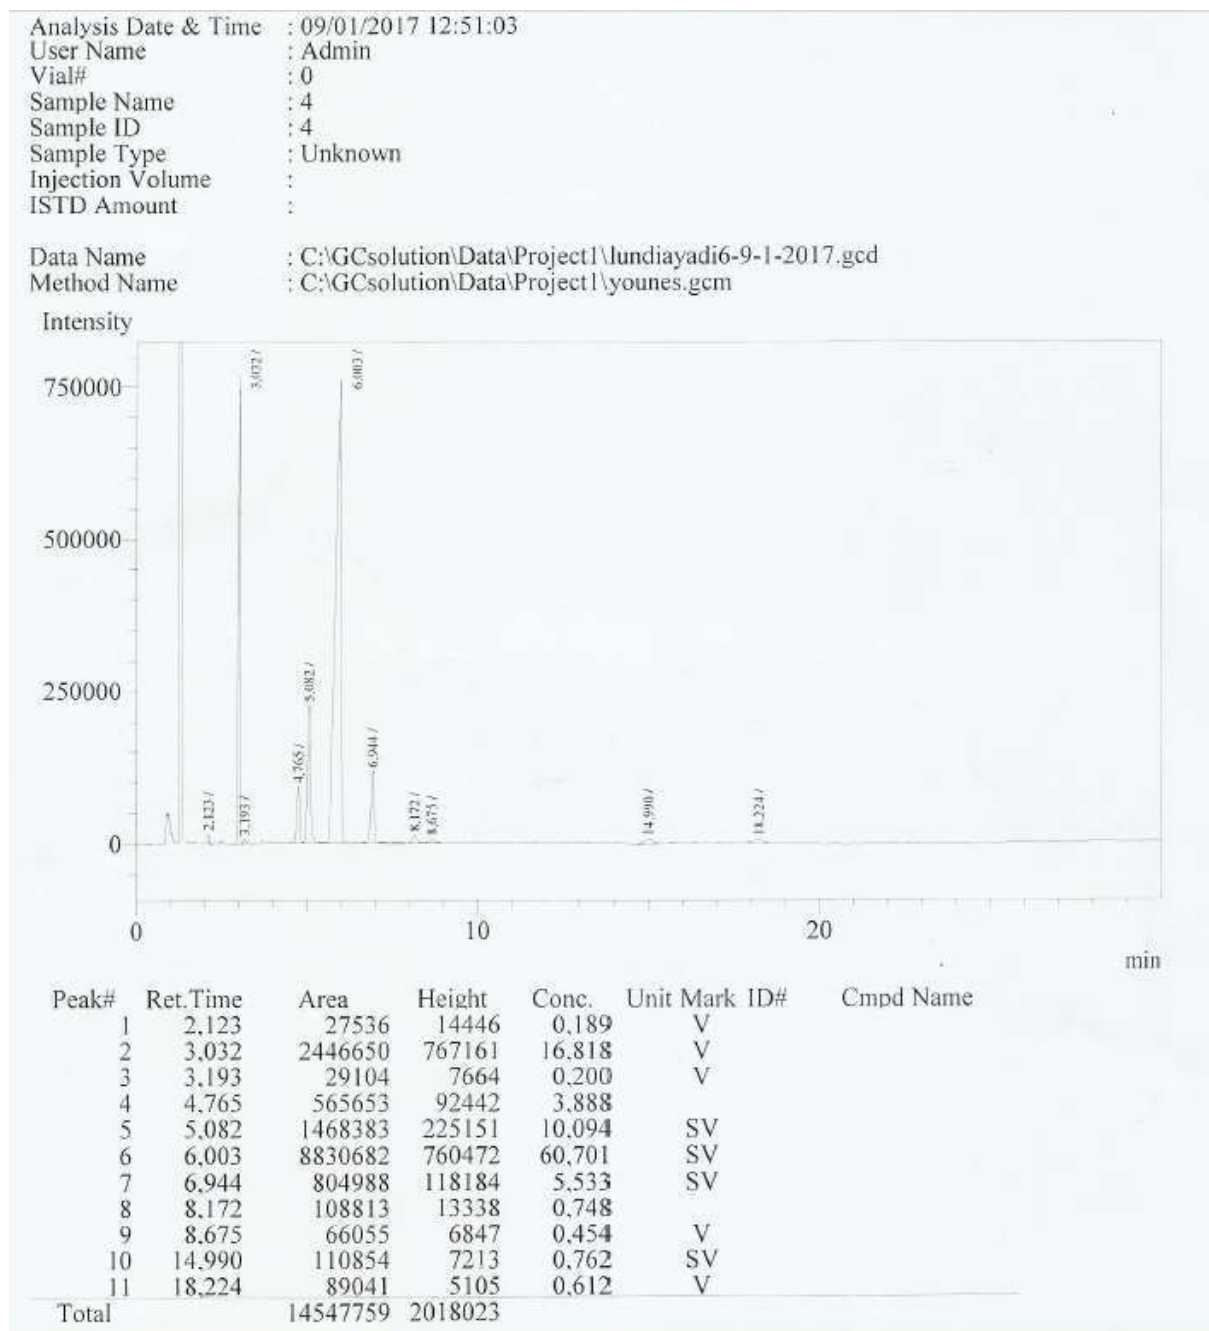 Analysis Date & Time : 09/01/2017 12:51:03
User Name : Admin
Vial# : 0
Sample Name : 4
Sample ID : 4
Sample Type : Unknown
Injection Volume :
ISTD Amount :
Data Name : C:\GCsolution\Data\Project1\lundiayadi6-9-1-2017.gcd
Method Name : C:\GCsolution\Data\Project1\younes.gcm
Intensity
750000
500000
250000
0
3,032 /
6,003 /
5,082 /
4,765 /
6,944 /
2,123 /
3,193 /
8,172 /
8,675 /
14,990 /
18,224 /
0 10 20
min
Peak# Ret.Time Area Height Conc. Unit Mark ID# Cmpd Name
1 2,123 27536 14446 0,189 V
2 3,032 2446650 767161 16,818 V
3 3,193 29104 7664 0,200 V
4 4,765 565653 92442 3,888
5 5,082 1468383 225151 10,094 SV
6 6,003 8830682 760472 60,701 SV
7 6,944 804988 118184 5,533 SV
8 8,172 108813 13338 0,748
9 8,675 66055 6847 0,454 V
10 14,990 110854 7213 0,762 SV
11 18,224 89041 5105 0,612 V
Total 14547759 2018023